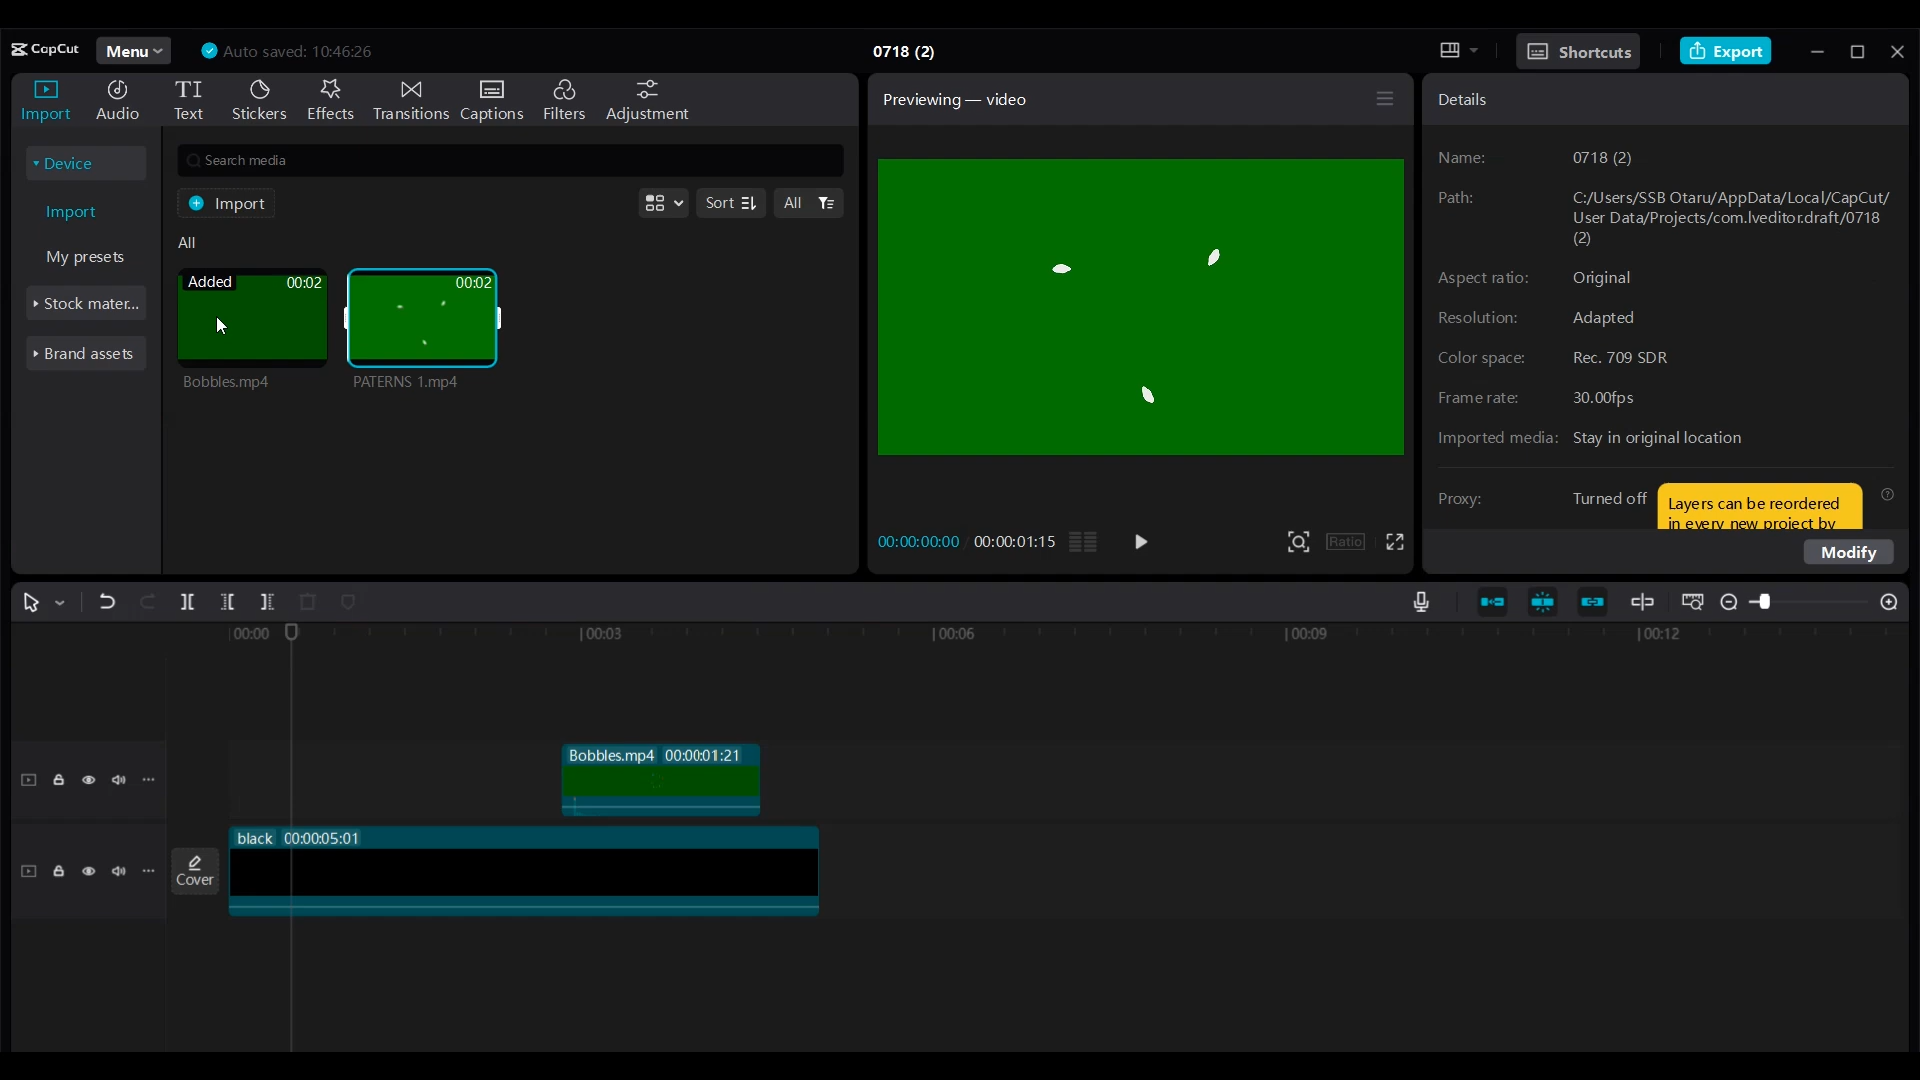 CapCut
Menu
Auto saved: 10:46:26
0718 (2)
Shortcuts
Export
Import
Audio
TI
Text
Stickers
Effects
Transitions
Captions
Filters
Adjustment
Device
Import
My presets
Stock mater...
Brand assets
Search media
Import
Sort
All
All
Added
00:02
Bobbles.mp4
00:02
PATERNS 1.mp4
Previewing — video
00:00:00:00
00:00:01:15
Ratio
Details
Name:
0718 (2)
Path:
C:/Users/SSB Otaru/AppData/Local/CapCut/
User Data/Projects/com.lveditor.draft/0718
(2)
Aspect ratio:
Original
Resolution:
Adapted
Color space:
Rec. 709 SDR
Frame rate:
30.00fps
Imported media:
Stay in original location
Proxy:
Turned off
Layers can be reordered
in every new project by
Modify
00:00
00:03
00:06
00:09
00:12
Bobbles.mp4 00:00:01:21
black 00:00:05:01
Cover